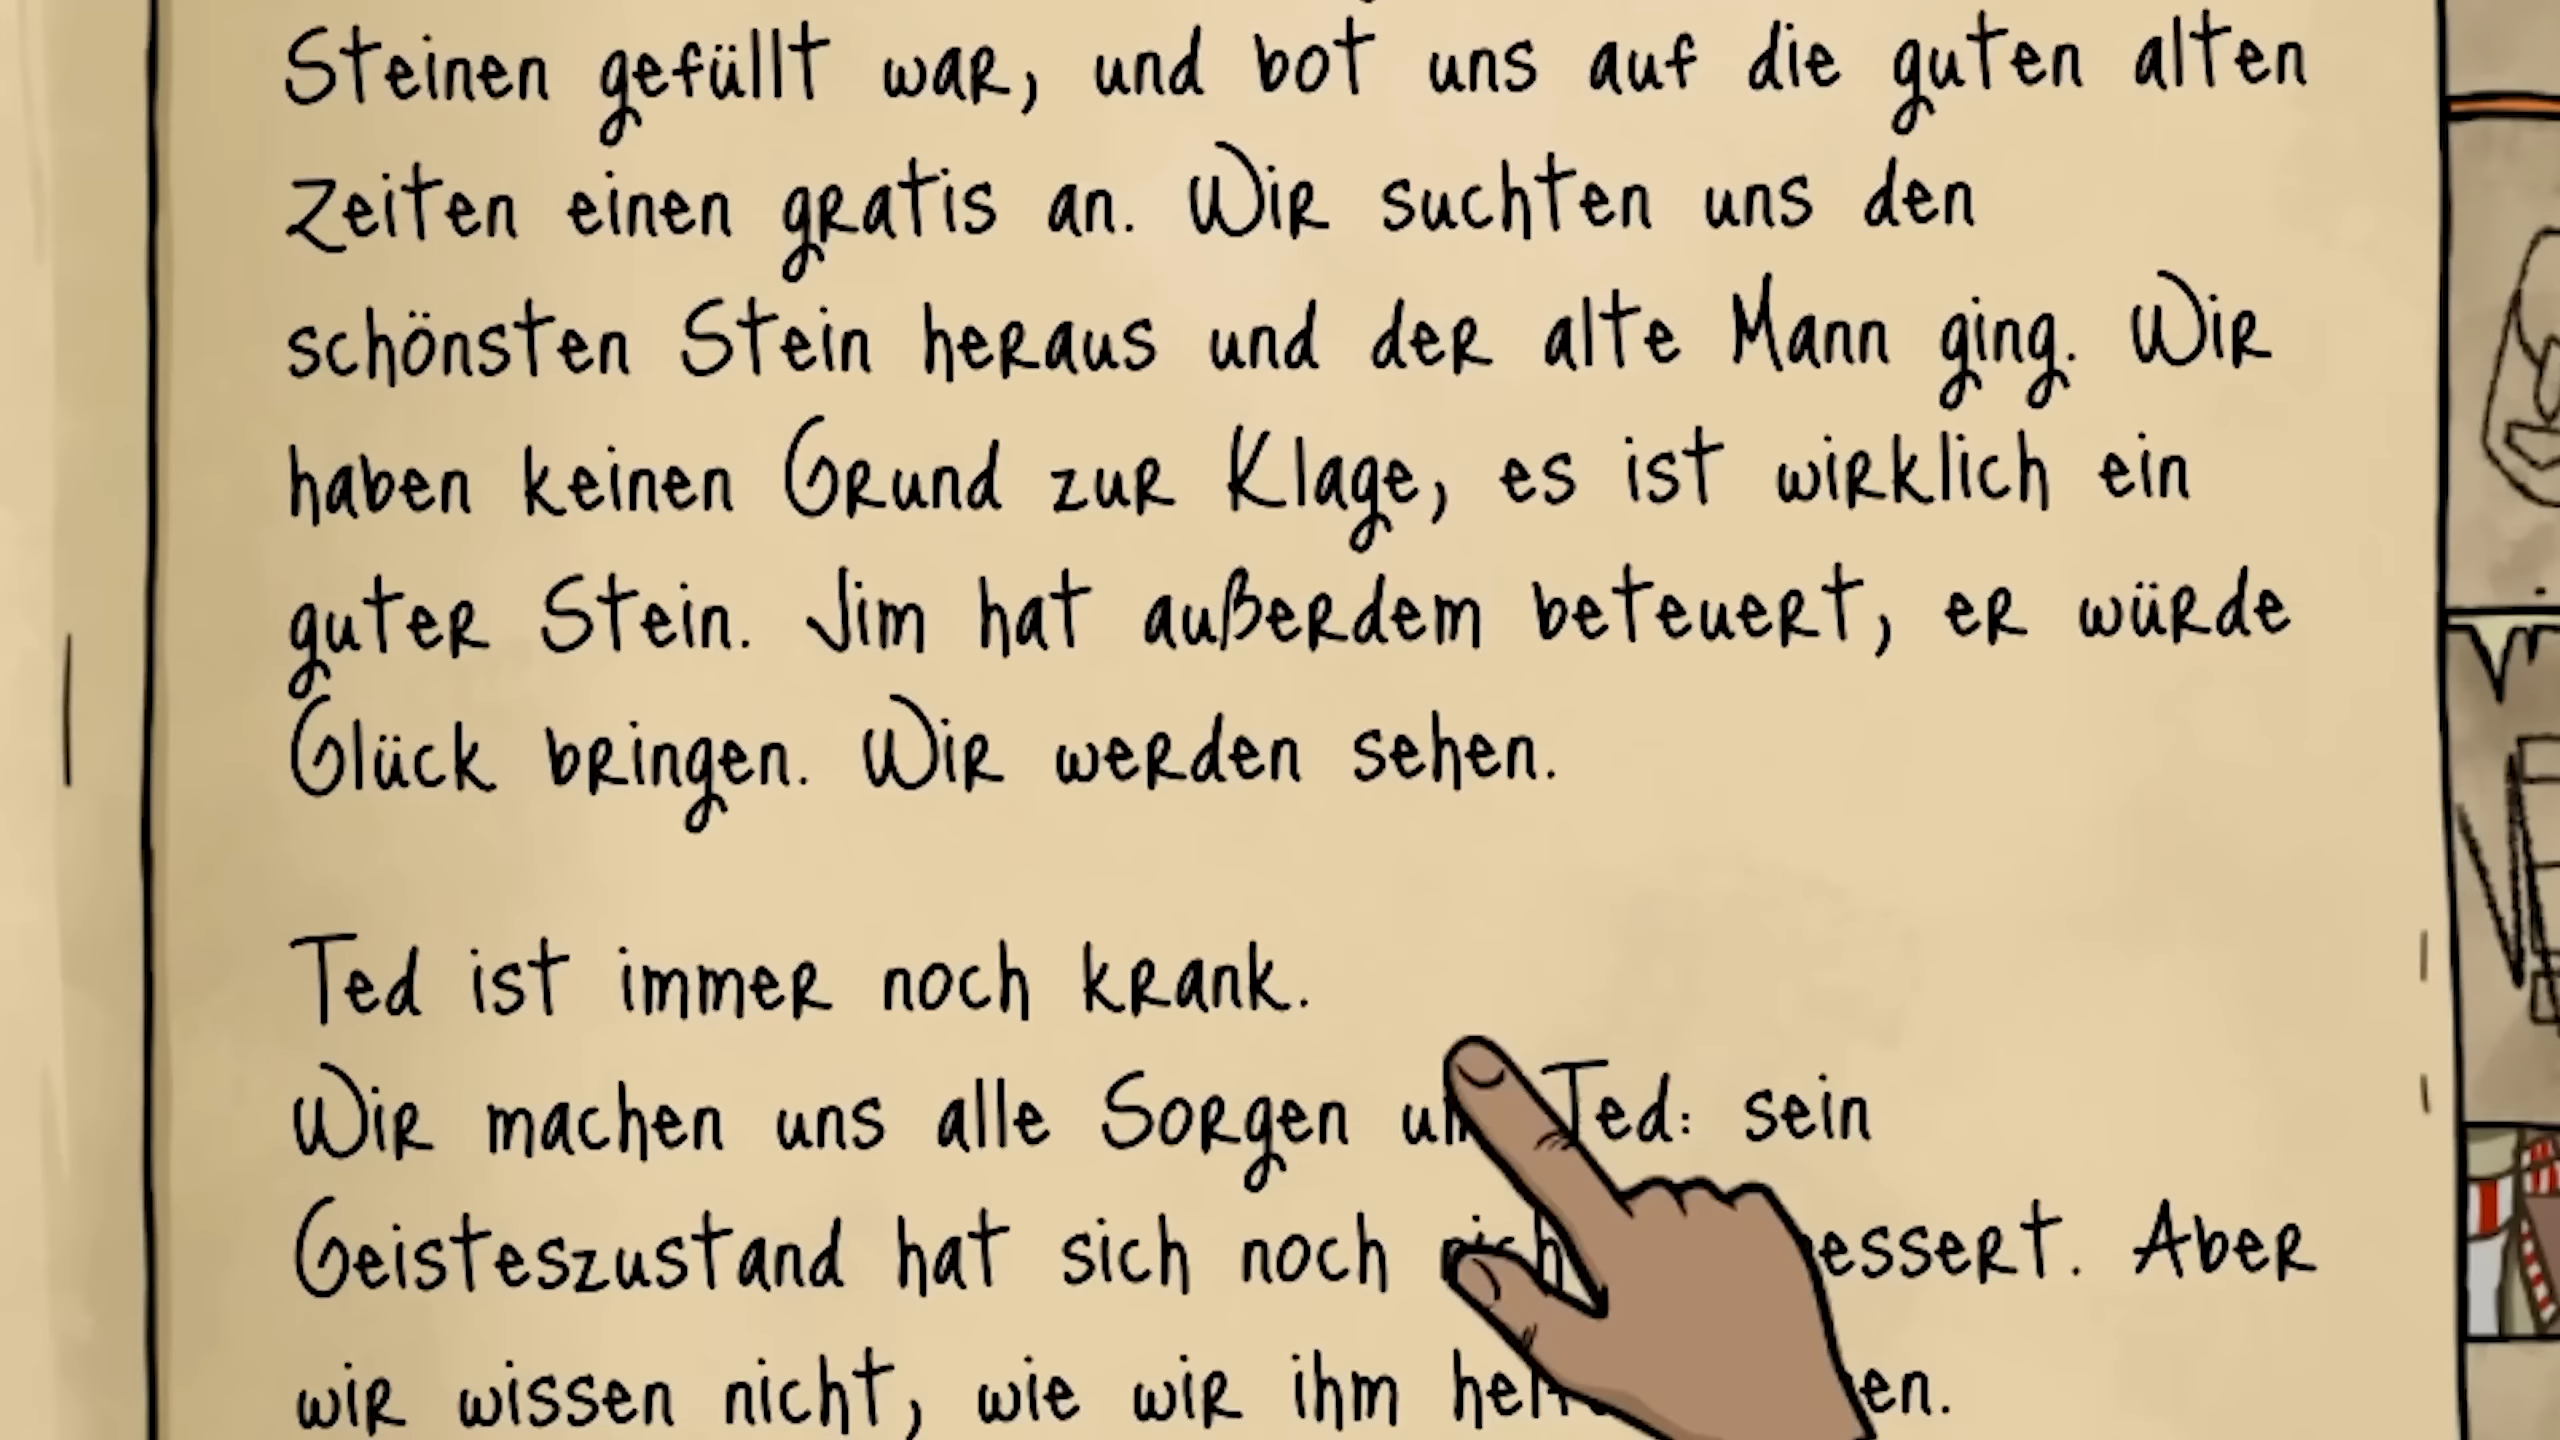 Steinen gefüllt war, und bot uns auf die guten alten
Zeiten einen gratis an. Wir suchten uns den
schönsten Stein heraus und der alte Mann ging. Wir
haben keinen Grund zur Klage, es ist wirklich ein
guter Stein. Jim hat außerdem beteuert, er würde
Glück bringen. Wir werden sehen.
Ted ist immer noch krank.
Wir machen uns alle Sorgen Ted: sein
Geisteszustand hat sich noch Aber
wir wissen nicht, wie wir ihm